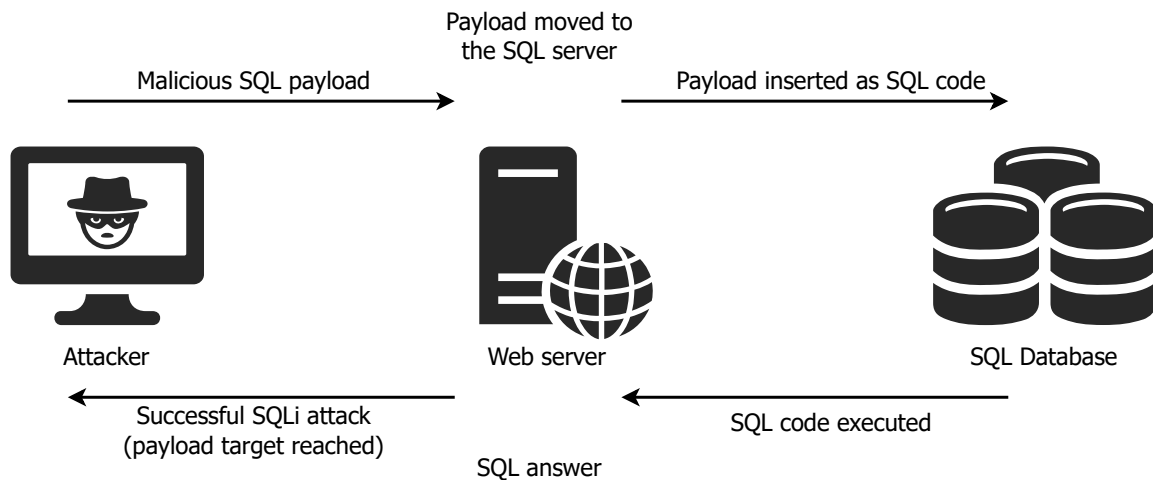 Payload moved to
the SQL server
Malicious SQL payload
Payload inserted as SQL code
Attacker
Web server
SQL Database
Successful SQLi attack
(payload target reached)
SQL code executed
SQL answer